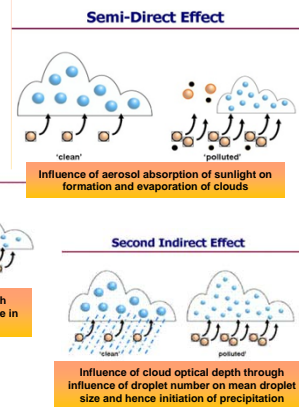 Semi-Direct Effect
'clean'
'polluted'
Influence of aerosol absorption of sunlight on
formation and evaporation of clouds
h
e in
Second Indirect Effect
'clean'
polluted'
Influence of cloud optical depth through
influence of droplet number on mean droplet
size and hence initiation of precipitation